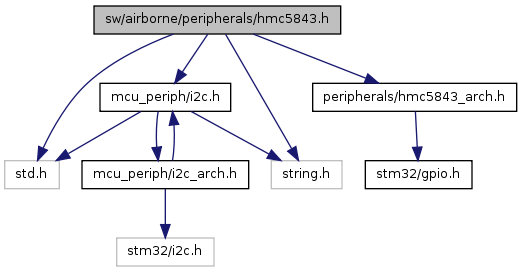 sw/airborne/peripherals/hmc5843.h
mcu_periph/i2c.h
peripherals/hmc5843_arch.h
std.h
mcu_periph/i2c_arch.h
string.h
stm32/gpio.h
stm32/i2c.h